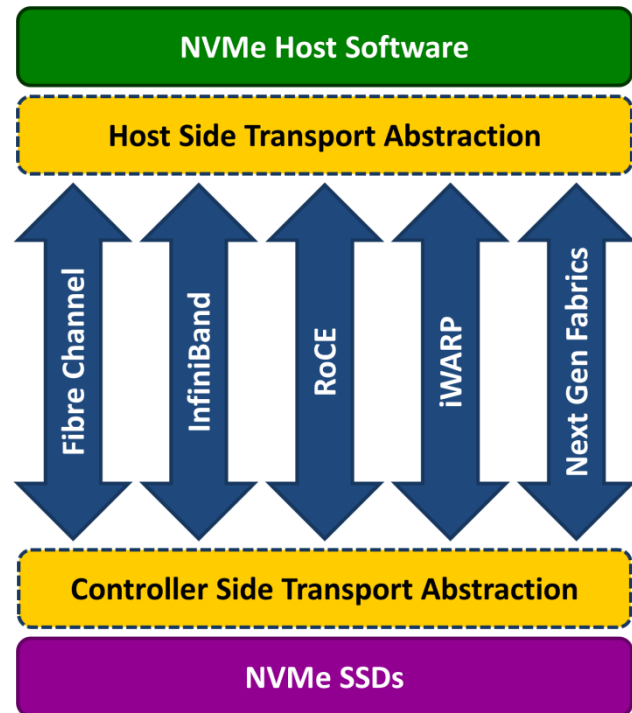 NVMe Host Software
Host Side Transport Abstraction
Fibre Channel
InfiniBand
RoCE
iWARP
Next Gen Fabrics
Controller Side Transport Abstraction
NVMe SSDs